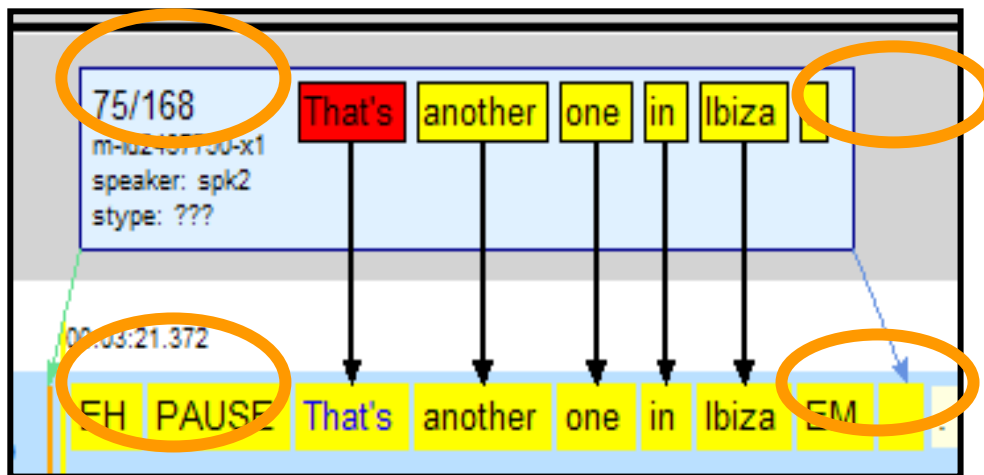 75/168 That's another one in Ibiza
speaker: spk2
stype: ???
00:03:21.372
EH PAUSE That's another one in Ibiza EM